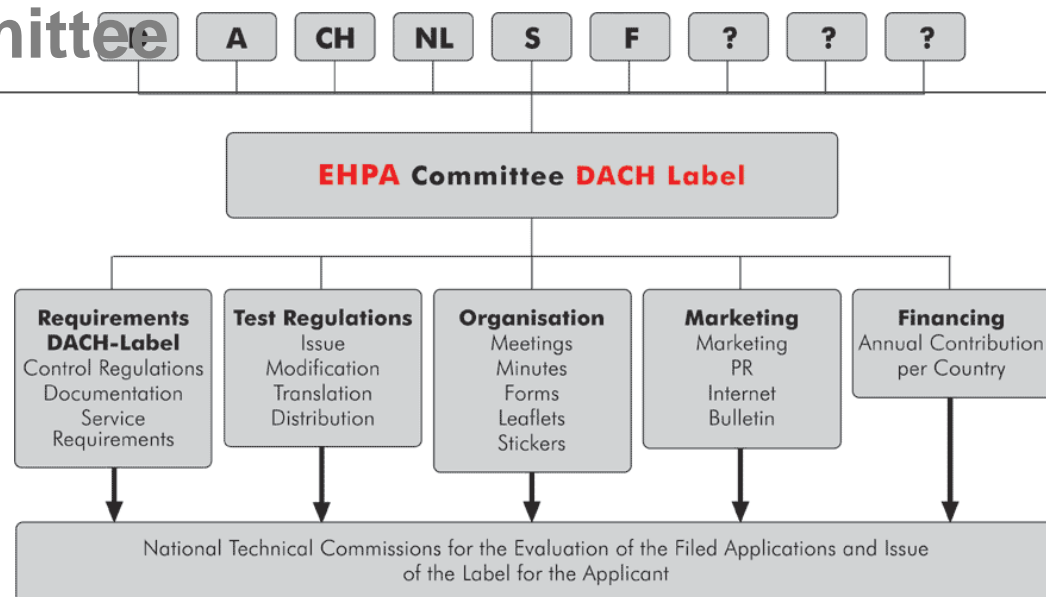 mittee
A CH NL S F ? ? ?
EHPA Committee DACH Label
Requirements
DACH-Label
Control Regulations
Documentation
Service
Requirements
Test Regulations
Issue
Modification
Translation
Distribution
Organisation
Meetings
Minutes
Forms
Leaflets
Stickers
Marketing
Marketing
PR
Internet
Bulletin
Financing
Annual Contribution
per Country
National Technical Commissions for the Evaluation of the Filed Applications and Issue
of the Label for the Applicant